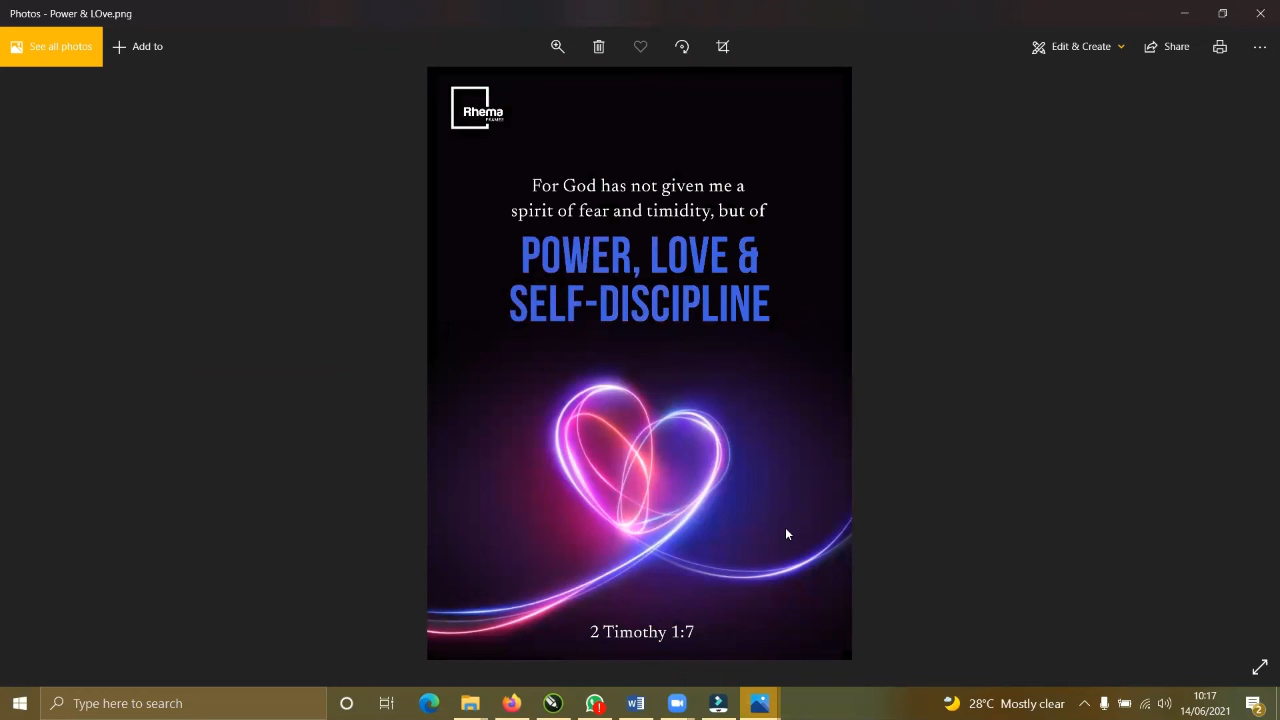 Photos - Power & LOve.png
See all photos
Add to
Edit & Create
Share
Rhema
FRAMES
For God has not given me a
spirit of fear and timidity, but of
POWER, LOVE &
SELF-DISCIPLINE
2 Timothy 1:7
Type here to search
28°C Mostly clear
10:17
14/06/2021
2